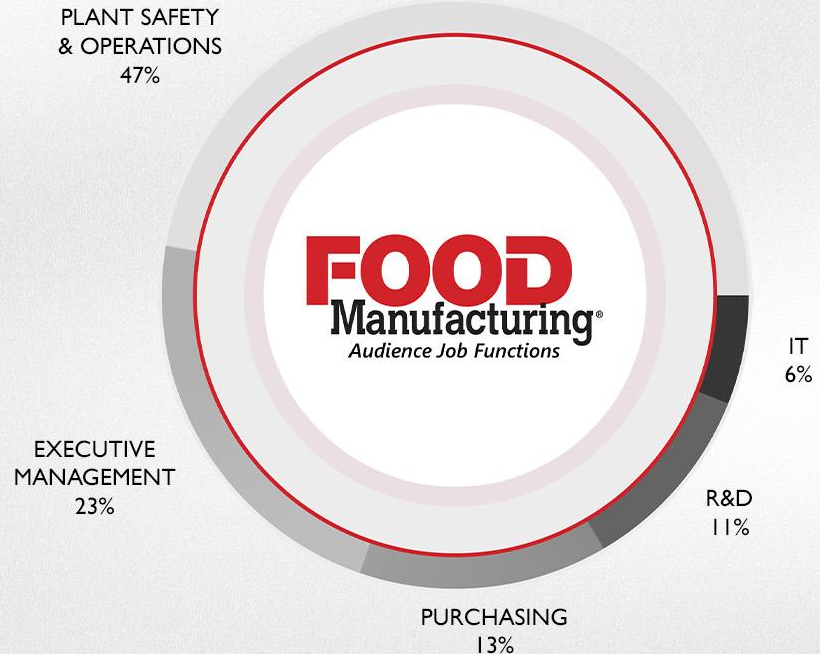 PLANT SAFETY
& OPERATIONS
47%
FOOD
Manufacturing®
Audience Job Functions
IT
6%
EXECUTIVE
MANAGEMENT
23%
R&D
11%
PURCHASING
13%